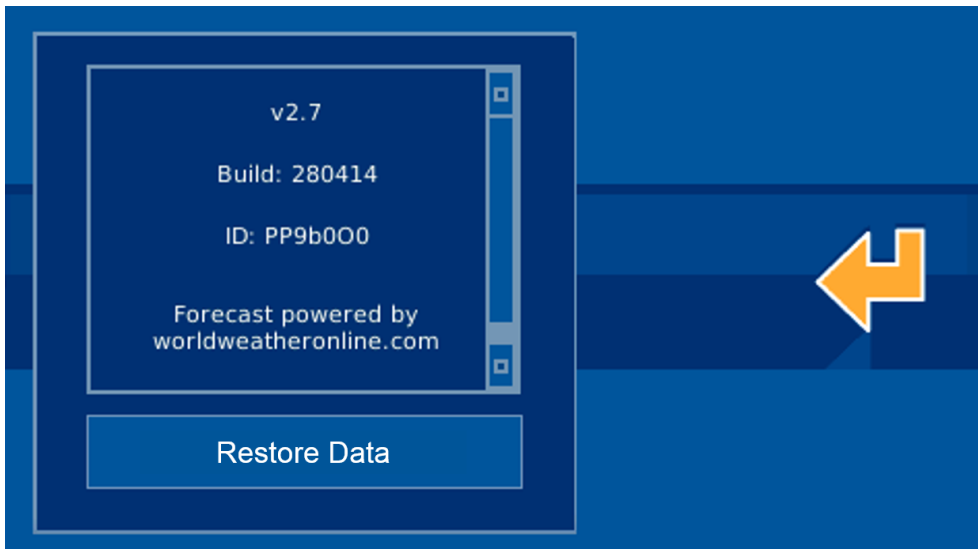 v2.7
Build: 280414
ID: PP9b0O0
Forecast powered by
worldweatheronline.com
Restore Data